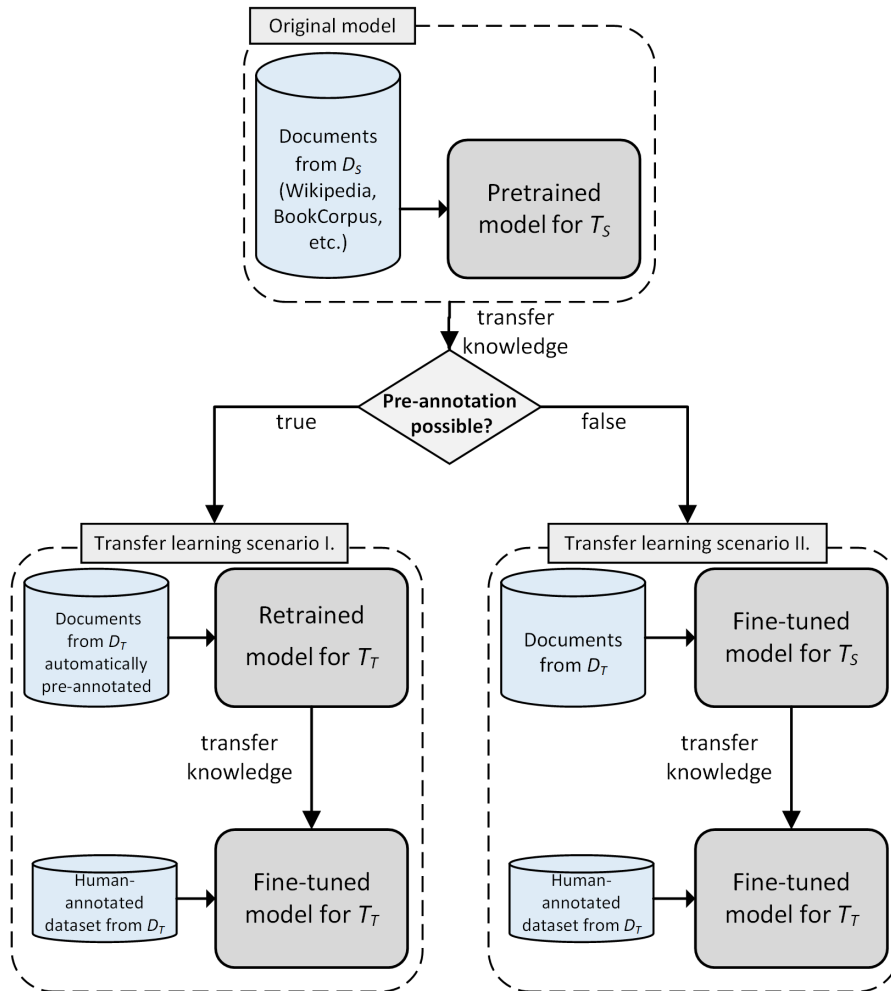 Original model
Documents
from D_S
(Wikipedia,
BookCorpus,
etc.)
Pretrained
model for T_S
transfer
knowledge
Pre-annotation
possible?
true
false
Transfer learning scenario I.
Documents
from D_T
automatically
pre-annotated
Retrained
model for T_T
transfer
knowledge
Human-
annotated
dataset from D_T
Fine-tuned
model for T_T
Transfer learning scenario II.
Documents
from D_T
Fine-tuned
model for T_S
transfer
knowledge
Human-
annotated
dataset from D_T
Fine-tuned
model for T_T